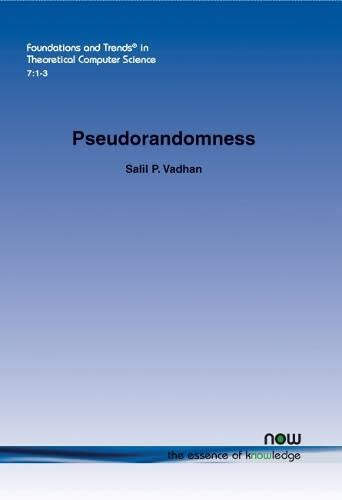 Foundations and Trends® in
Theoretical Computer Science
7:1-3
Pseudorandomness
Salil P. Vadhan
now
the essence of knowledge